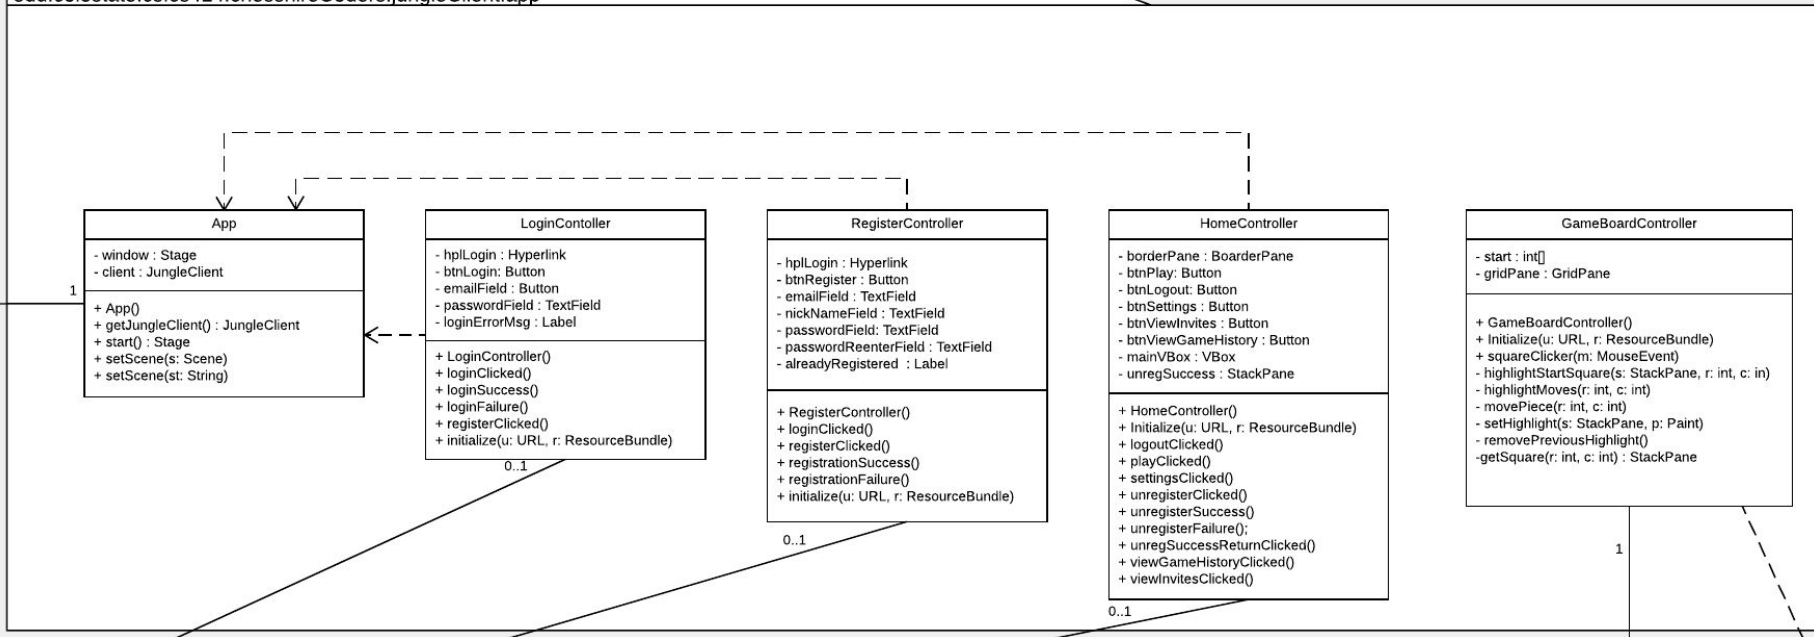 App
- window : Stage
- client : JungleClient
1
+ App()
+ getJungleClient() : JungleClient
+ start() : Stage
+ setScene(s: Scene)
+ setScene(st: String)
LoginContoller
- hplLogin : Hyperlink
- btnLogin: Button
- emailField : Button
- passwordField : TextField
- loginErrorMsg : Label
+ LoginController()
+ loginClicked()
+ loginSuccess()
+ loginFailure()
+ registerClicked()
+ initialize(u: URL, r: ResourceBundle)
0..1
RegisterController
- hplLogin : Hyperlink
- btnRegister : Button
- emailField : TextField
- nickNameField : TextField
- passwordField: TextField
- passwordReenterField : TextField
- alreadyRegistered : Label
+ RegisterController()
+ loginClicked()
+ registerClicked()
+ registrationSuccess()
+ registrationFailure()
+ initialize(u: URL, r: ResourceBundle)
0..1
HomeController
- borderPane : BoarderPane
- btnPlay: Button
- btnLogout: Button
- btnSettings : Button
- btnViewInvites : Button
- btnViewGameHistory : Button
- mainVBox : VBox
- unregSuccess : StackPane
+ HomeController()
+ Initialize(u: URL, r: ResourceBundle)
+ logoutClicked()
+ playClicked()
+ settingsClicked()
+ unregisterClicked()
+ unregisterSuccess()
+ unregisterFailure();
+ unregSuccessReturnClicked()
+ viewGameHistoryClicked()
+ viewInvitesClicked()
0..1
GameBoardController
- start : int[]
- gridPane : GridPane
+ GameBoardController()
+ Initialize(u: URL, r: ResourceBundle)
+ squareClicker(m: MouseEvent)
- highlightStartSquare(s: StackPane, r: int, c: in)
- highlightMoves(r: int, c: int)
- movePiece(r: int, c: int)
- setHighlight(s: StackPane, p: Paint)
- removePreviousHighlight()
-getSquare(r: int, c: int) : StackPane
1